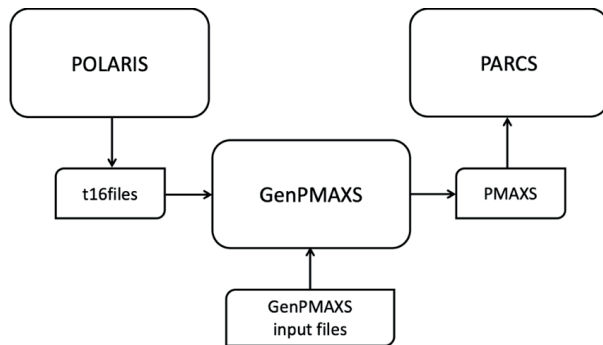 POLARIS
PARCS
t16files
GenPMAXS
PMAXS
GenPMAXS
input files